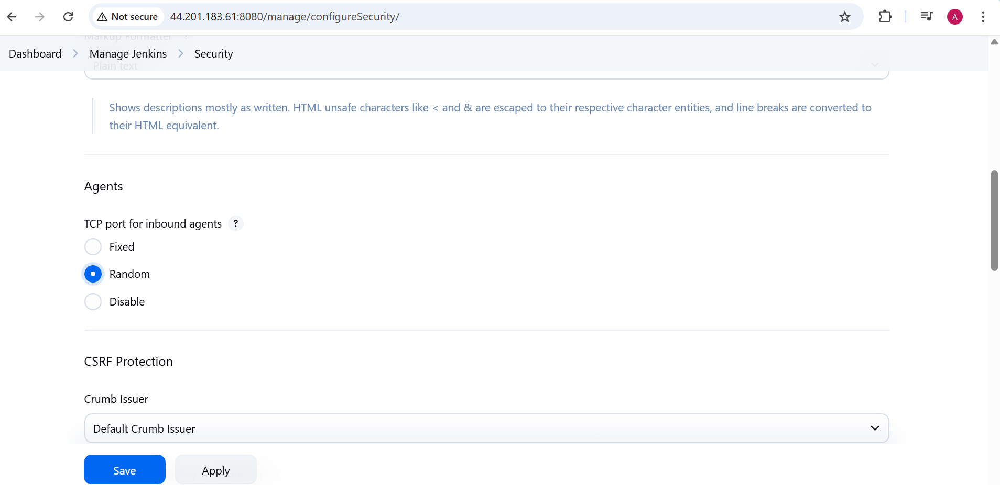 Not secure
44.201.183.61:8080/manage/configureSecurity/
A
Markup Formatter
Dashboard > Manage Jenkins > Security
Plain text
Shows descriptions mostly as written. HTML unsafe characters like < and & are escaped to their respective character entities, and line breaks are converted to
their HTML equivalent.
Agents
TCP port for inbound agents ?
Fixed
Random
Disable
CSRF Protection
Crumb Issuer
Default Crumb Issuer
Save
Apply